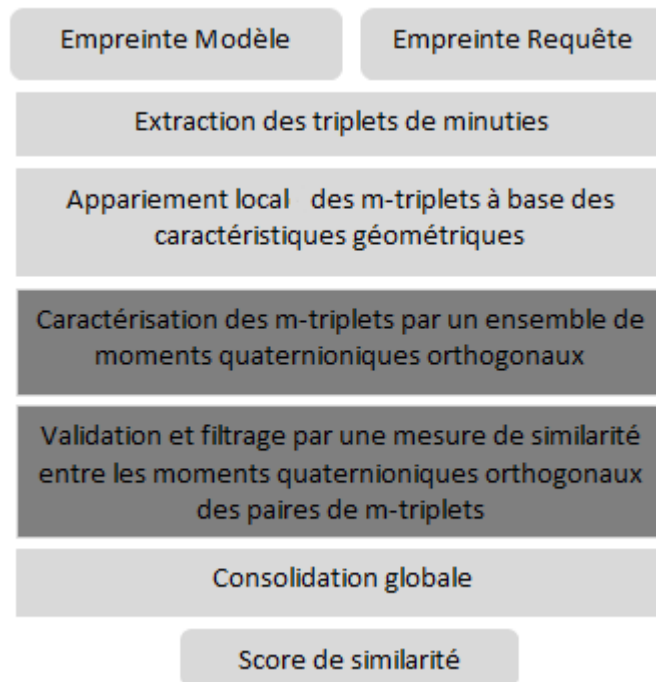 Empreinte Modèle
Empreinte Requête
Extraction des triplets de minuties
Appariement local des m-triplets à base des
caractéristiques géométriques
Caractérisation des m-triplets par un ensemble de
moments quaternioniques orthogonaux
Validation et filtrage par une mesure de similarité
entre les moments quaternioniques orthogonaux
des paires de m-triplets
Consolidation globale
Score de similarité